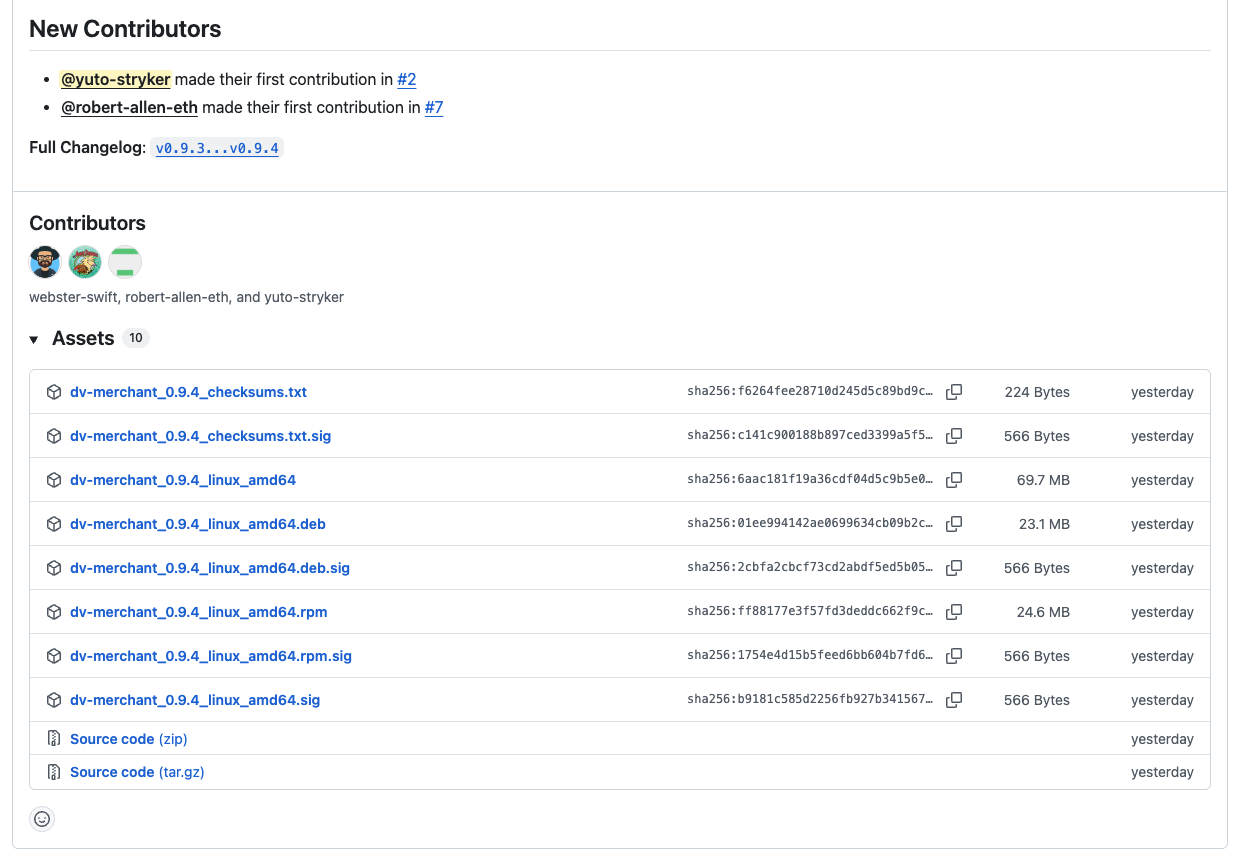 New Contributors
• @yuto-stryker made their first contribution in #2
• @robert-allen-eth made their first contribution in #7
Full Changelog: v0.9.3...v0.9.4
Contributors
webster-swift, robert-allen-eth, and yuto-stryker
▼ Assets 10
dv-merchant_0.9.4_checksums.txt sha256:f6264fee28710d245d5c89bd9c… 224 Bytes yesterday
dv-merchant_0.9.4_checksums.txt.sig sha256:c141c900188b897ced3399a5f5… 566 Bytes yesterday
dv-merchant_0.9.4_linux_amd64 sha256:6aac181f19a36cdf04d5c9b5e0… 69.7 MB yesterday
dv-merchant_0.9.4_linux_amd64.deb sha256:01ee994142ae0699634cb09b2c… 23.1 MB yesterday
dv-merchant_0.9.4_linux_amd64.deb.sig sha256:2cbfa2cbcf73cd2abdf5ed5b05… 566 Bytes yesterday
dv-merchant_0.9.4_linux_amd64.rpm sha256:ff88177e3f57fd3deddc662f9c… 24.6 MB yesterday
dv-merchant_0.9.4_linux_amd64.rpm.sig sha256:1754e4d15b5feed6bb604b7fd6… 566 Bytes yesterday
dv-merchant_0.9.4_linux_amd64.sig sha256:b9181c585d2256fb927b341567… 566 Bytes yesterday
Source code (zip) yesterday
Source code (tar.gz) yesterday